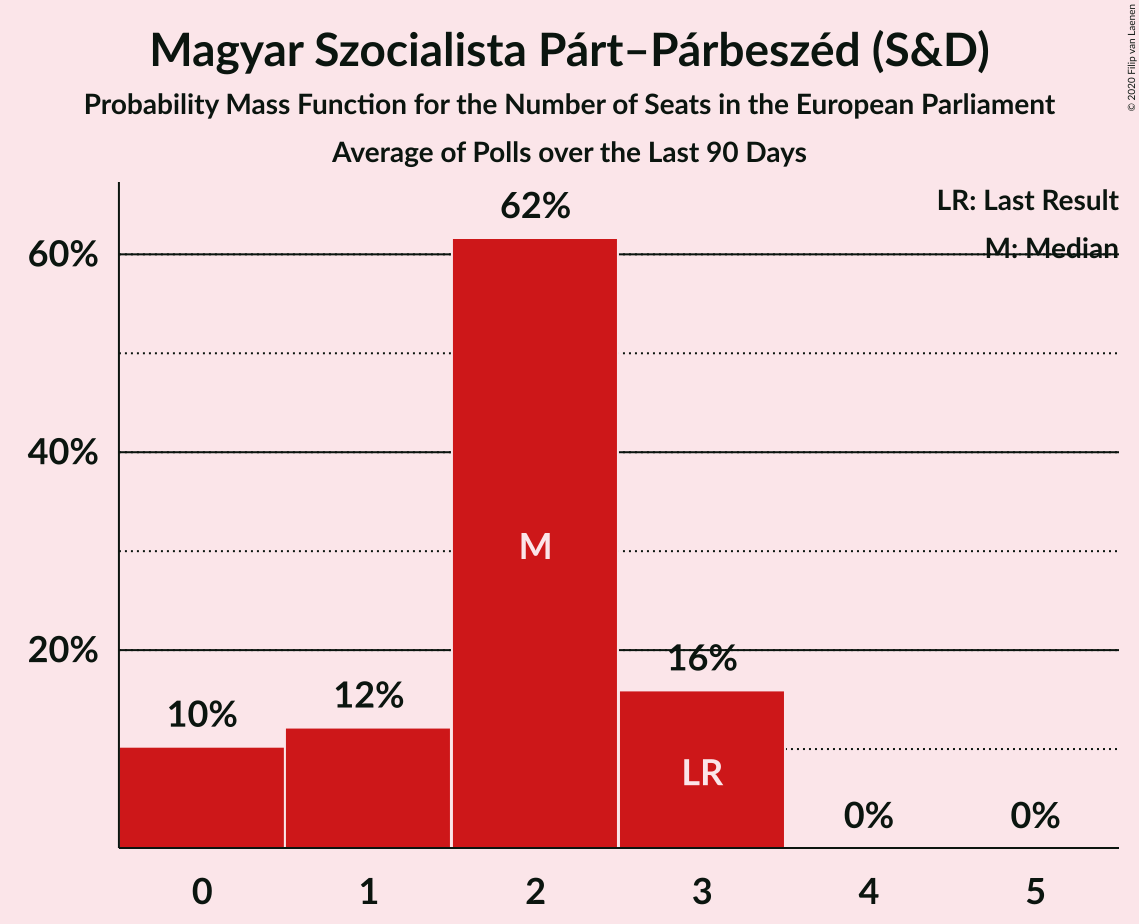 Magyar Szocialista Párt–Párbeszéd (S&D)
Probability Mass Function for the Number of Seats in the European Parliament
Average of Polls over the Last 90 Days
© 2020 Filip van Laenen
LR: Last Result
M: Median
62%
60%
40%
M
20%
16%
12%
10%
LR
0%
0%
0 1 2 3 4 5